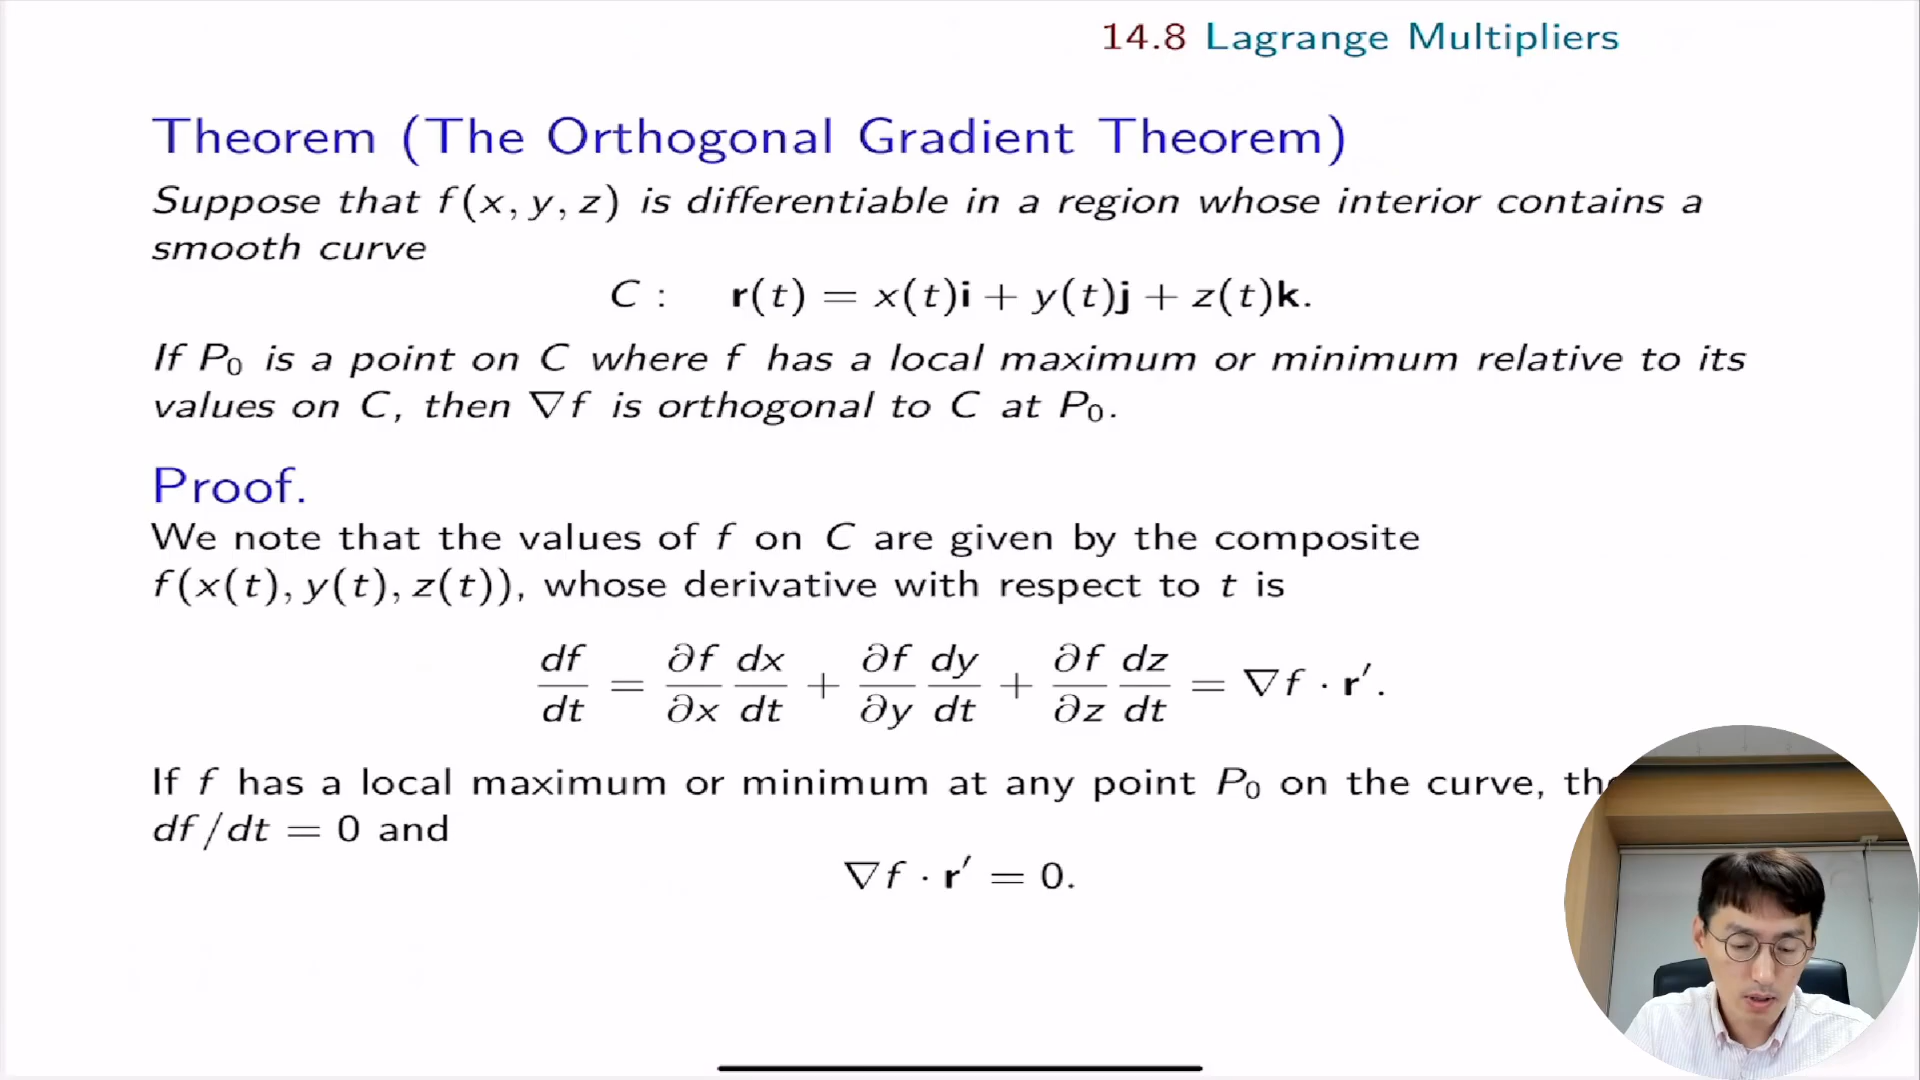 14.8 Lagrange Multipliers
Theorem (The Orthogonal Gradient Theorem)
Suppose that f(x, y, z) is differentiable in a region whose interior contains a
smooth curve
C :   r(t) = x(t)i + y(t)j + z(t)k.
If P₀ is a point on C where f has a local maximum or minimum relative to its
values on C, then ∇f is orthogonal to C at P₀.
Proof.
We note that the values of f on C are given by the composite
f(x(t), y(t), z(t)), whose derivative with respect to t is
df/dt = ∂f/∂x dx/dt + ∂f/∂y dy/dt + ∂f/∂z dz/dt = ∇f · r′.
If f has a local maximum or minimum at any point P₀ on the curve,
df/dt = 0 and
∇f · r′ = 0.